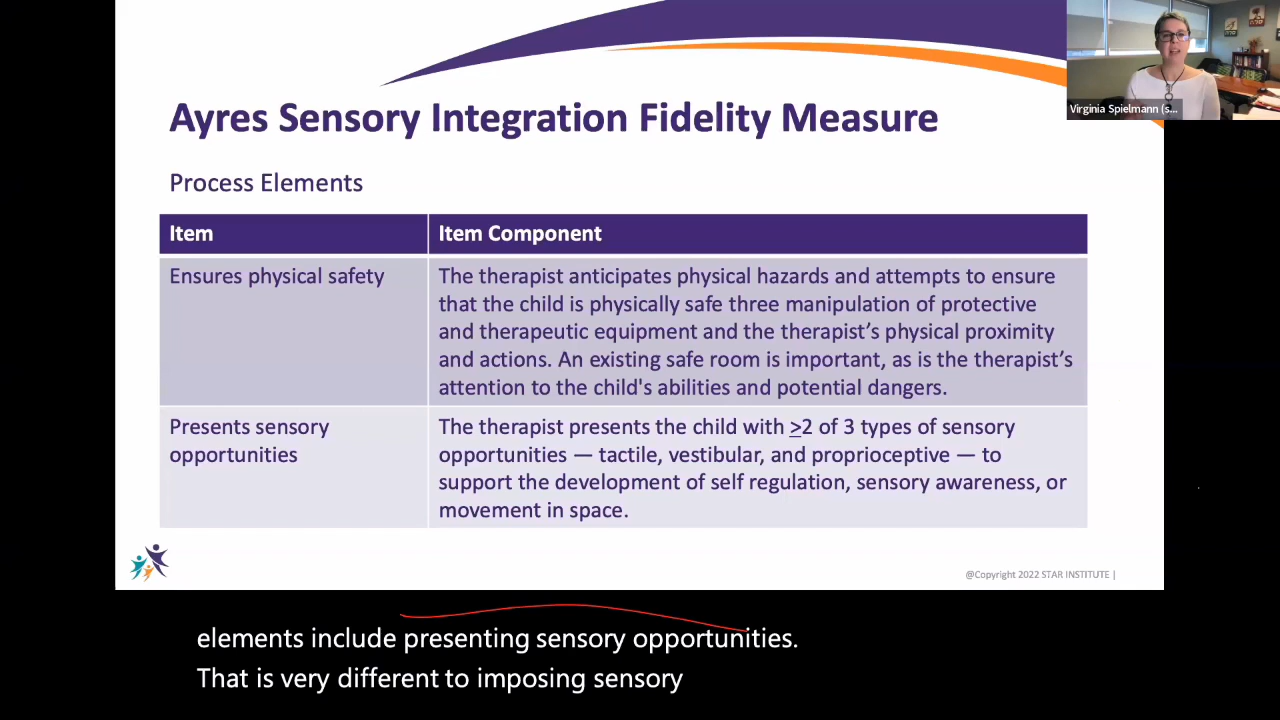 Ayres Sensory Integration Fidelity Measure
Virginia Spielmann (s...
Process Elements
Item
Item Component
Ensures physical safety
The therapist anticipates physical hazards and attempts to ensure
that the child is physically safe three manipulation of protective
and therapeutic equipment and the therapist's physical proximity
and actions. An existing safe room is important, as is the therapist's
attention to the child's abilities and potential dangers.
Presents sensory
opportunities
The therapist presents the child with ≥2 of 3 types of sensory
opportunities — tactile, vestibular, and proprioceptive — to
support the development of self regulation, sensory awareness, or
movement in space.
@Copyright 2022 STAR INSTITUTE |
elements include presenting sensory opportunities.
That is very different to imposing sensory